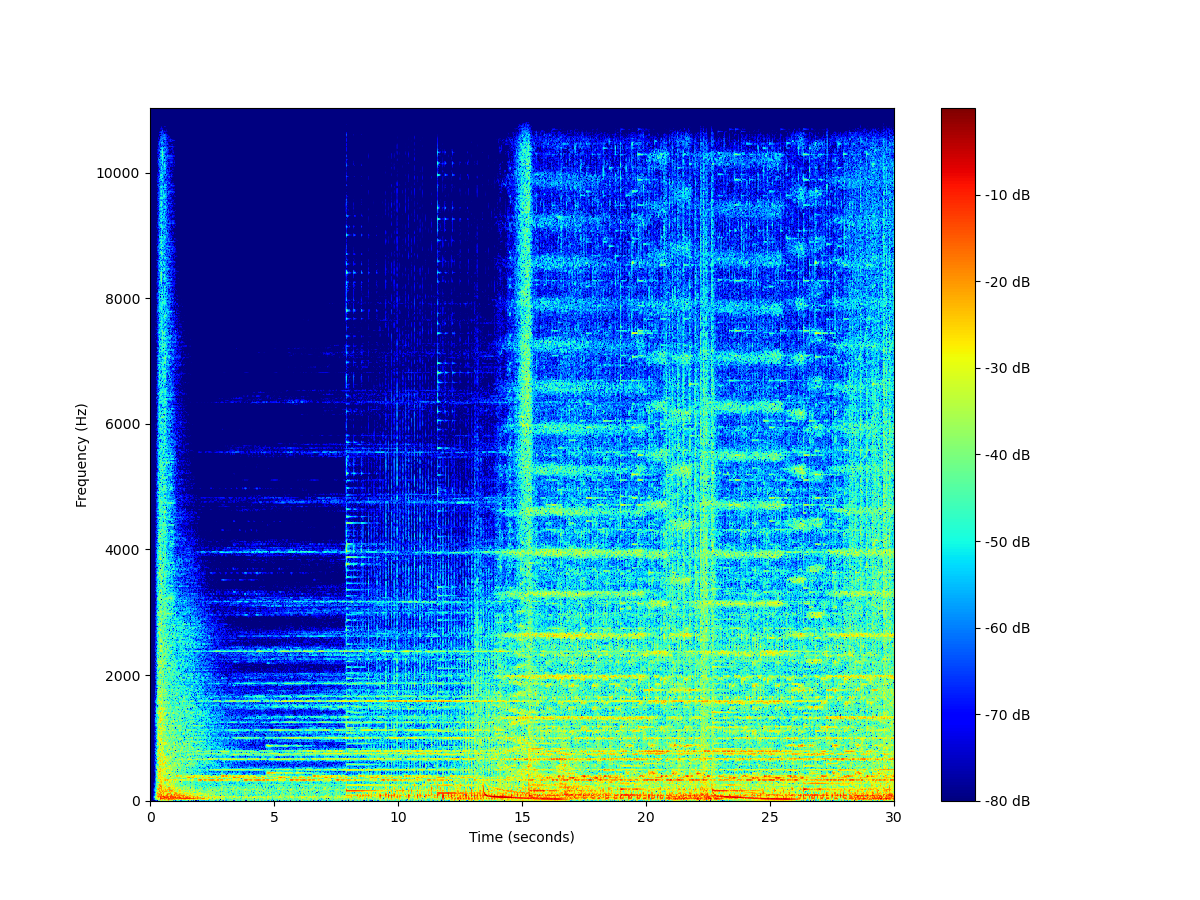 10000
8000
6000
4000
2000
0
Frequency (Hz)
0 5 10 15 20 25 30
Time (seconds)
-10 dB
-20 dB
-30 dB
-40 dB
-50 dB
-60 dB
-70 dB
-80 dB